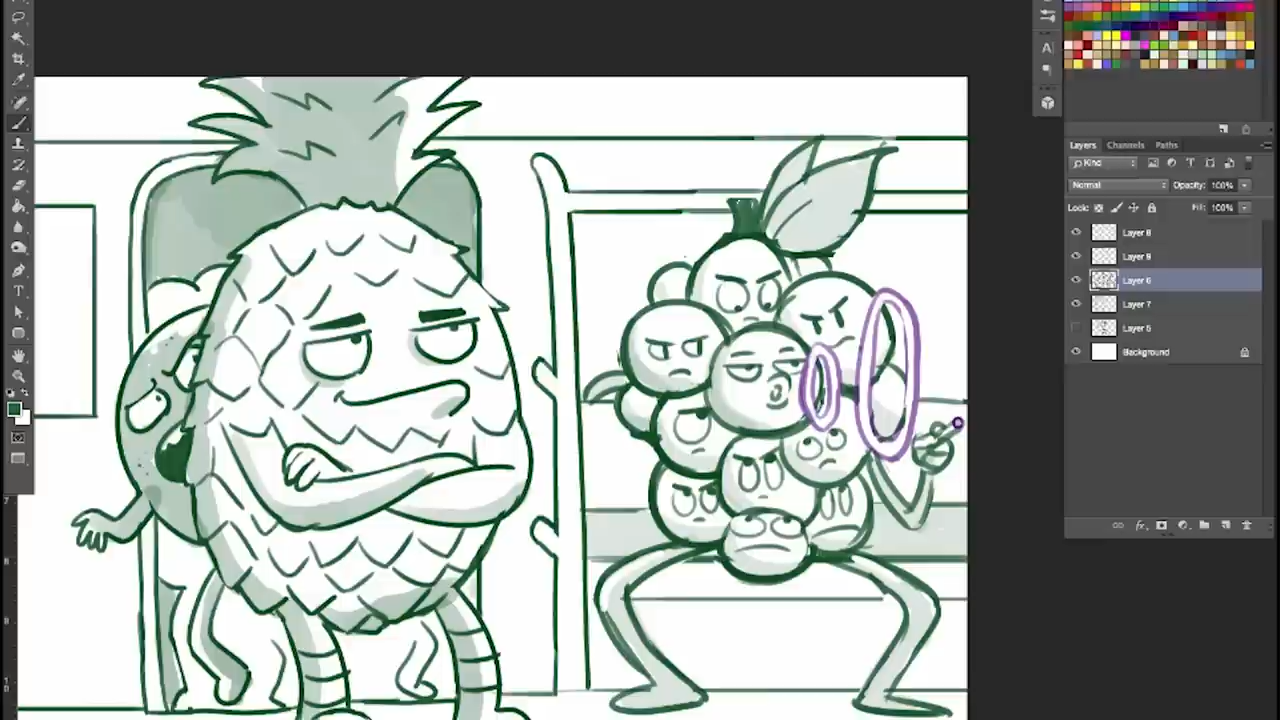 Layers Channels Paths
Kind
Normal Opacity: 100%
Lock: Fill: 100%
Layer 8
Layer 9
Layer 6
Layer 7
Layer 5
Background